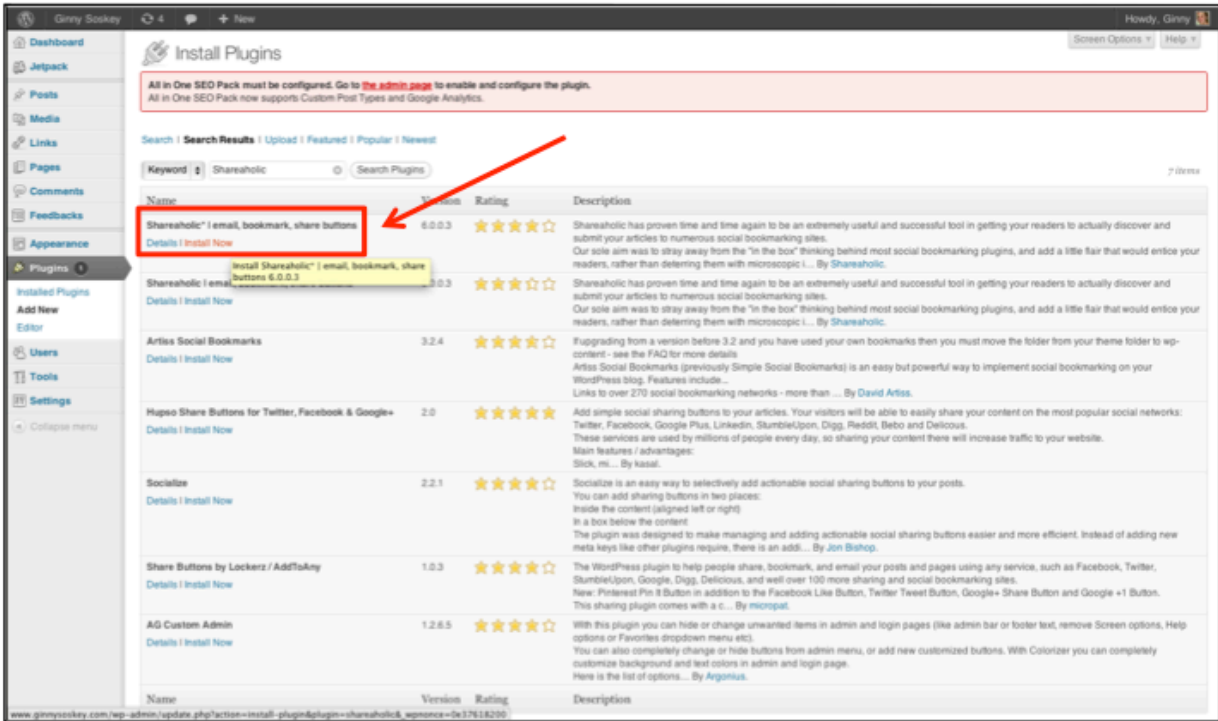 Ginny Soskey 4 + New Howdy, Ginny
Screen Options Help
Dashboard
Jetpack
Posts
Media
Links
Pages
Comments
Feedbacks
Appearance
Plugins 1
Installed Plugins
Add New
Editor
Users
Tools
Settings
Collapse menu
Install Plugins
All in One SEO Pack must be configured. Go to the admin page to enable and configure the plugin.
All in One SEO Pack now supports Custom Post Types and Google Analytics.
Search | Search Results | Upload | Featured | Popular | Newest
Keyword Shareaholic Search Plugins 7 items
Name Version Rating Description
Shareaholic* | email, bookmark, share buttons 6.0.0.3
Details | Install Now
Shareaholic has proven time and time again to be an extremely useful and successful tool in getting your readers to actually discover and
submit your articles to numerous social bookmarking sites.
Our sole aim was to stray away from the "in the box" thinking behind most social bookmarking plugins, and add a little flair that would entice your
readers, rather than deterring them with microscopic i... By Shareaholic.
Install Shareaholic* | email, bookmark, share
buttons 6.0.0.3
Shareaholic | email
Details | Install Now
Shareaholic has proven time and time again to be an extremely useful and successful tool in getting your readers to actually discover and
submit your articles to numerous social bookmarking sites.
Our sole aim was to stray away from the "in the box" thinking behind most social bookmarking plugins, and add a little flair that would entice your
readers, rather than deterring them with microscopic i... By Shareaholic.
Artiss Social Bookmarks 3.2.4
Details | Install Now
If upgrading from a version before 3.2 and you have used your own bookmarks then you must move the folder from your theme folder to wp-
content - see the FAQ for more details
Artiss Social Bookmarks (previously Simple Social Bookmarks) is an easy but powerful way to implement social bookmarking on your
WordPress blog. Features include...
Links to over 270 social bookmarking networks - more than .... By David Artiss.
Hupso Share Buttons for Twitter, Facebook & Google+ 2.0
Details | Install Now
Add simple social sharing buttons to your articles. Your visitors will be able to easily share your content on the most popular social networks:
Twitter, Facebook, Google Plus, Linkedin, StumbleUpon, Digg, Reddit, Bebo and Delicous.
These services are used by millions of people every day, so sharing your content there will increase traffic to your website.
Main features / advantages:
Slick, mi... By kasal.
Socialize 2.2.1
Details | Install Now
Socialize is an easy way to selectively add actionable social sharing buttons to your posts.
You can add sharing buttons in two places:
Inside the content (aligned left or right)
In a box below the content
The plugin was designed to make managing and adding actionable social sharing buttons easier and more efficient. Instead of adding new
meta keys like other plugins require, there is an addi... By Jon Bishop.
Share Buttons by Lockerz / AddToAny 1.0.3
Details | Install Now
The WordPress plugin to help people share, bookmark, and email your posts and pages using any service, such as Facebook, Twitter,
StumbleUpon, Google, Digg, Delicious, and well over 100 more sharing and social bookmarking sites.
New: Pinterest Pin It Button in addition to the Facebook Like Button, Twitter Tweet Button, Google+ Share Button and Google +1 Button.
This sharing plugin comes with a c... By micropat.
AG Custom Admin 1.2.6.5
Details | Install Now
With this plugin you can hide or change unwanted items in admin and login pages (like admin bar or footer text, remove Screen options, Help
options or Favorites dropdown menu etc).
You can also completely change or hide buttons from admin menu, or add new customized buttons. With Colorizer you can completely
customize background and text colors in admin and login page.
Here is the list of options... By Argonius.
Name Version Rating Description
www.ginnysoskey.com/wp-admin/update.php?action=install-plugin&plugin=shareaholic&_wpnonce=0e37618200